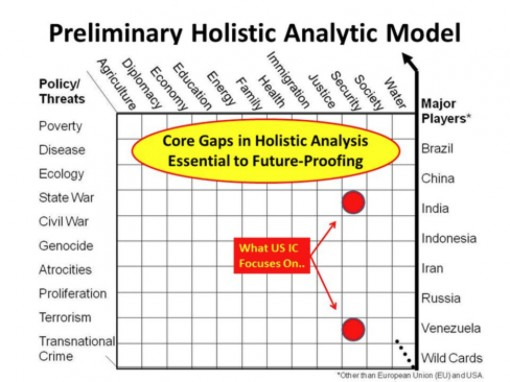 Preliminary Holistic Analytic Model
Policy/
Threats
Agriculture
Diplomacy
Economy
Education
Energy
Family
Health
Immigration
Justice
Security
Society
Water
Major
Players*
Poverty
Disease
Ecology
State War
Civil War
Genocide
Atrocities
Proliferation
Terrorism
Transnational
Crime
Core Gaps in Holistic Analysis
Essential to Future-Proofing
What US IC
Focuses On..
Brazil
China
India
Indonesia
Iran
Russia
Venezuela
Wild Cards
*Other than European Union (EU) and USA.